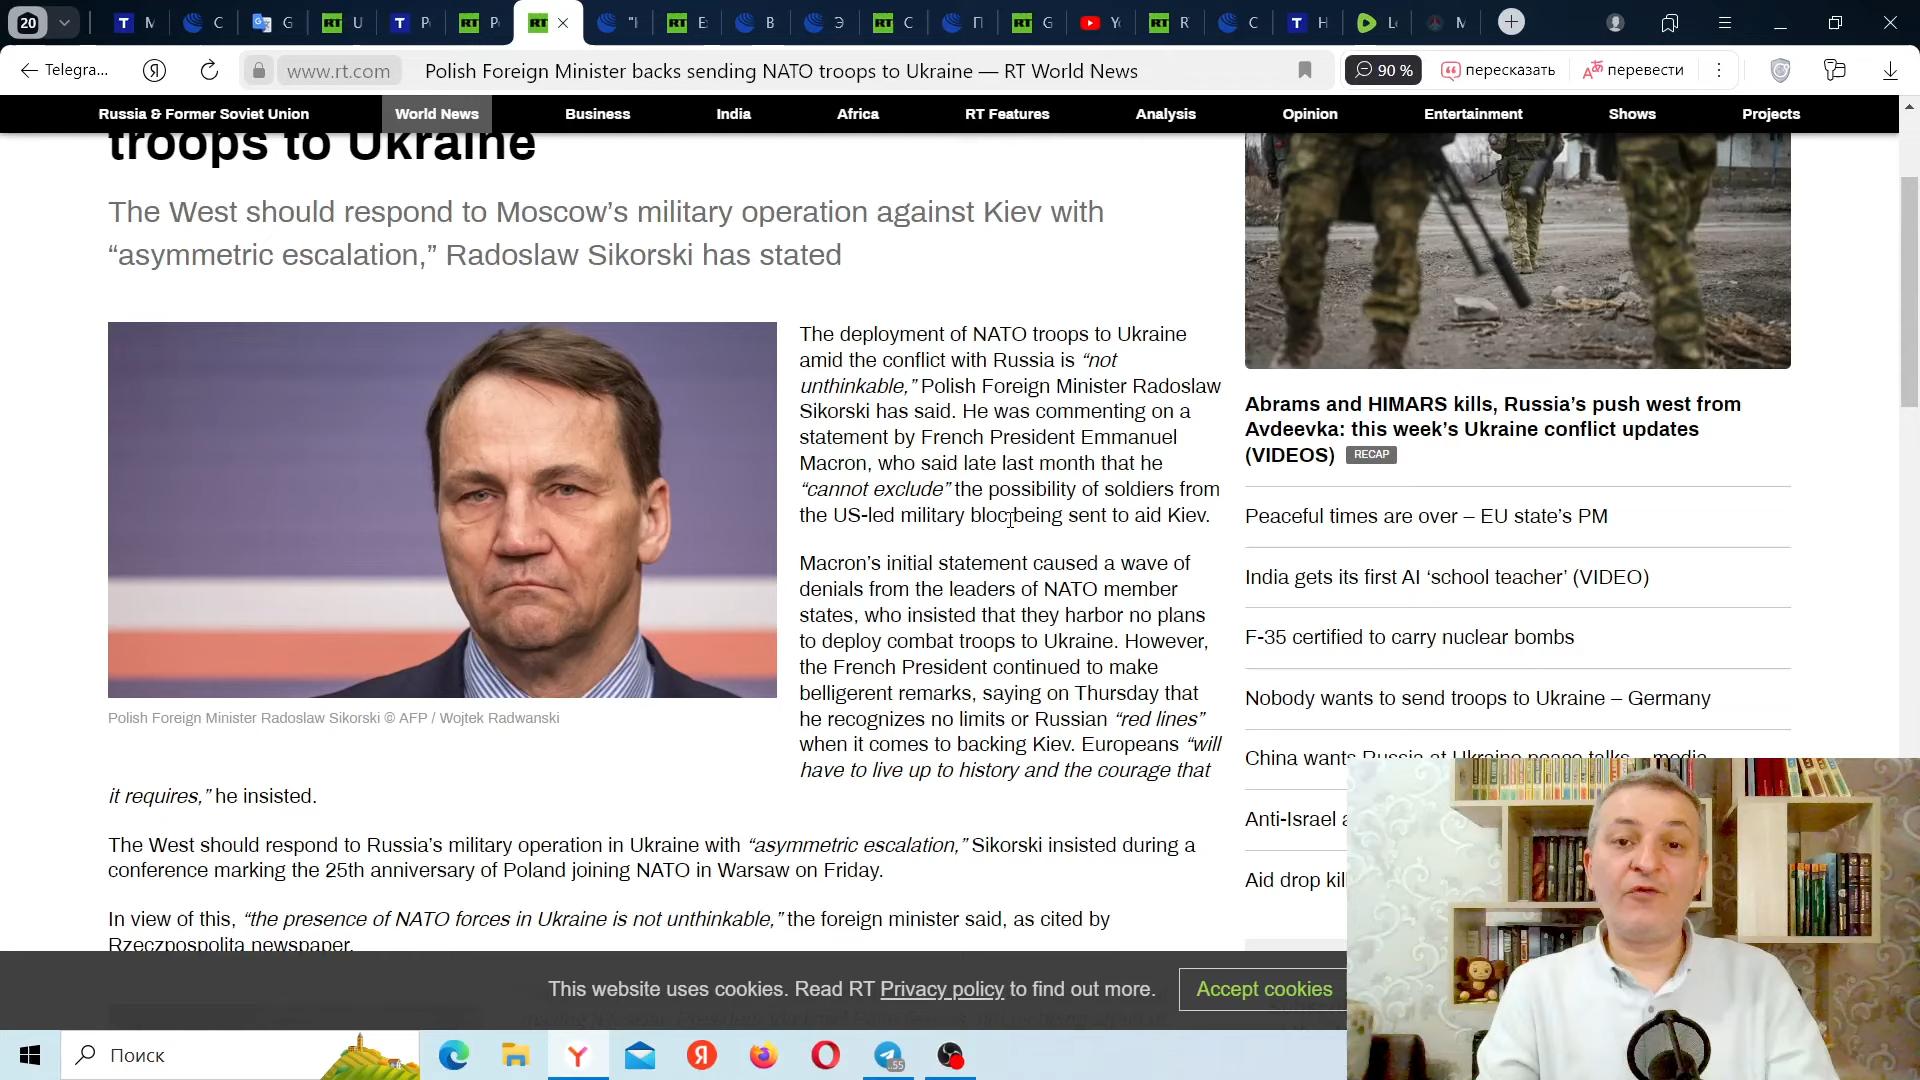 20
T M
C
G
RT U
T P
RT P
RT
"I
RT E
B
Э
RT C
П
RT G
Y
RT R
C
T H
L
M
Telegra...
www.rt.com
Polish Foreign Minister backs sending NATO troops to Ukraine — RT World News
90 %
пересказать
перевести
Russia & Former Soviet Union
World News
Business
India
Africa
RT Features
Analysis
Opinion
Entertainment
Shows
Projects
troops to Ukraine
The West should respond to Moscow’s military operation against Kiev with
“asymmetric escalation,” Radoslaw Sikorski has stated
Polish Foreign Minister Radoslaw Sikorski © AFP / Wojtek Radwanski
The deployment of NATO troops to Ukraine
amid the conflict with Russia is “not
unthinkable,” Polish Foreign Minister Radoslaw
Sikorski has said. He was commenting on a
statement by French President Emmanuel
Macron, who said late last month that he
“cannot exclude” the possibility of soldiers from
the US-led military bloc being sent to aid Kiev.
Macron’s initial statement caused a wave of
denials from the leaders of NATO member
states, who insisted that they harbor no plans
to deploy combat troops to Ukraine. However,
the French President continued to make
belligerent remarks, saying on Thursday that
he recognizes no limits or Russian “red lines”
when it comes to backing Kiev. Europeans “will
have to live up to history and the courage that
it requires,” he insisted.
The West should respond to Russia’s military operation in Ukraine with “asymmetric escalation,” Sikorski insisted during a
conference marking the 25th anniversary of Poland joining NATO in Warsaw on Friday.
In view of this, “the presence of NATO forces in Ukraine is not unthinkable,” the foreign minister said, as cited by
Rzeczpospolita newspaper.
Abrams and HIMARS kills, Russia’s push west from
Avdeevka: this week’s Ukraine conflict updates
(VIDEOS) RECAP
Peaceful times are over – EU state’s PM
India gets its first AI ‘school teacher’ (VIDEO)
F-35 certified to carry nuclear bombs
Nobody wants to send troops to Ukraine – Germany
China wants Russia at Ukraine peace talks – media
Anti-Israel
Aid drop
This website uses cookies. Read RT Privacy policy to find out more.
Accept cookies
Поиск
55